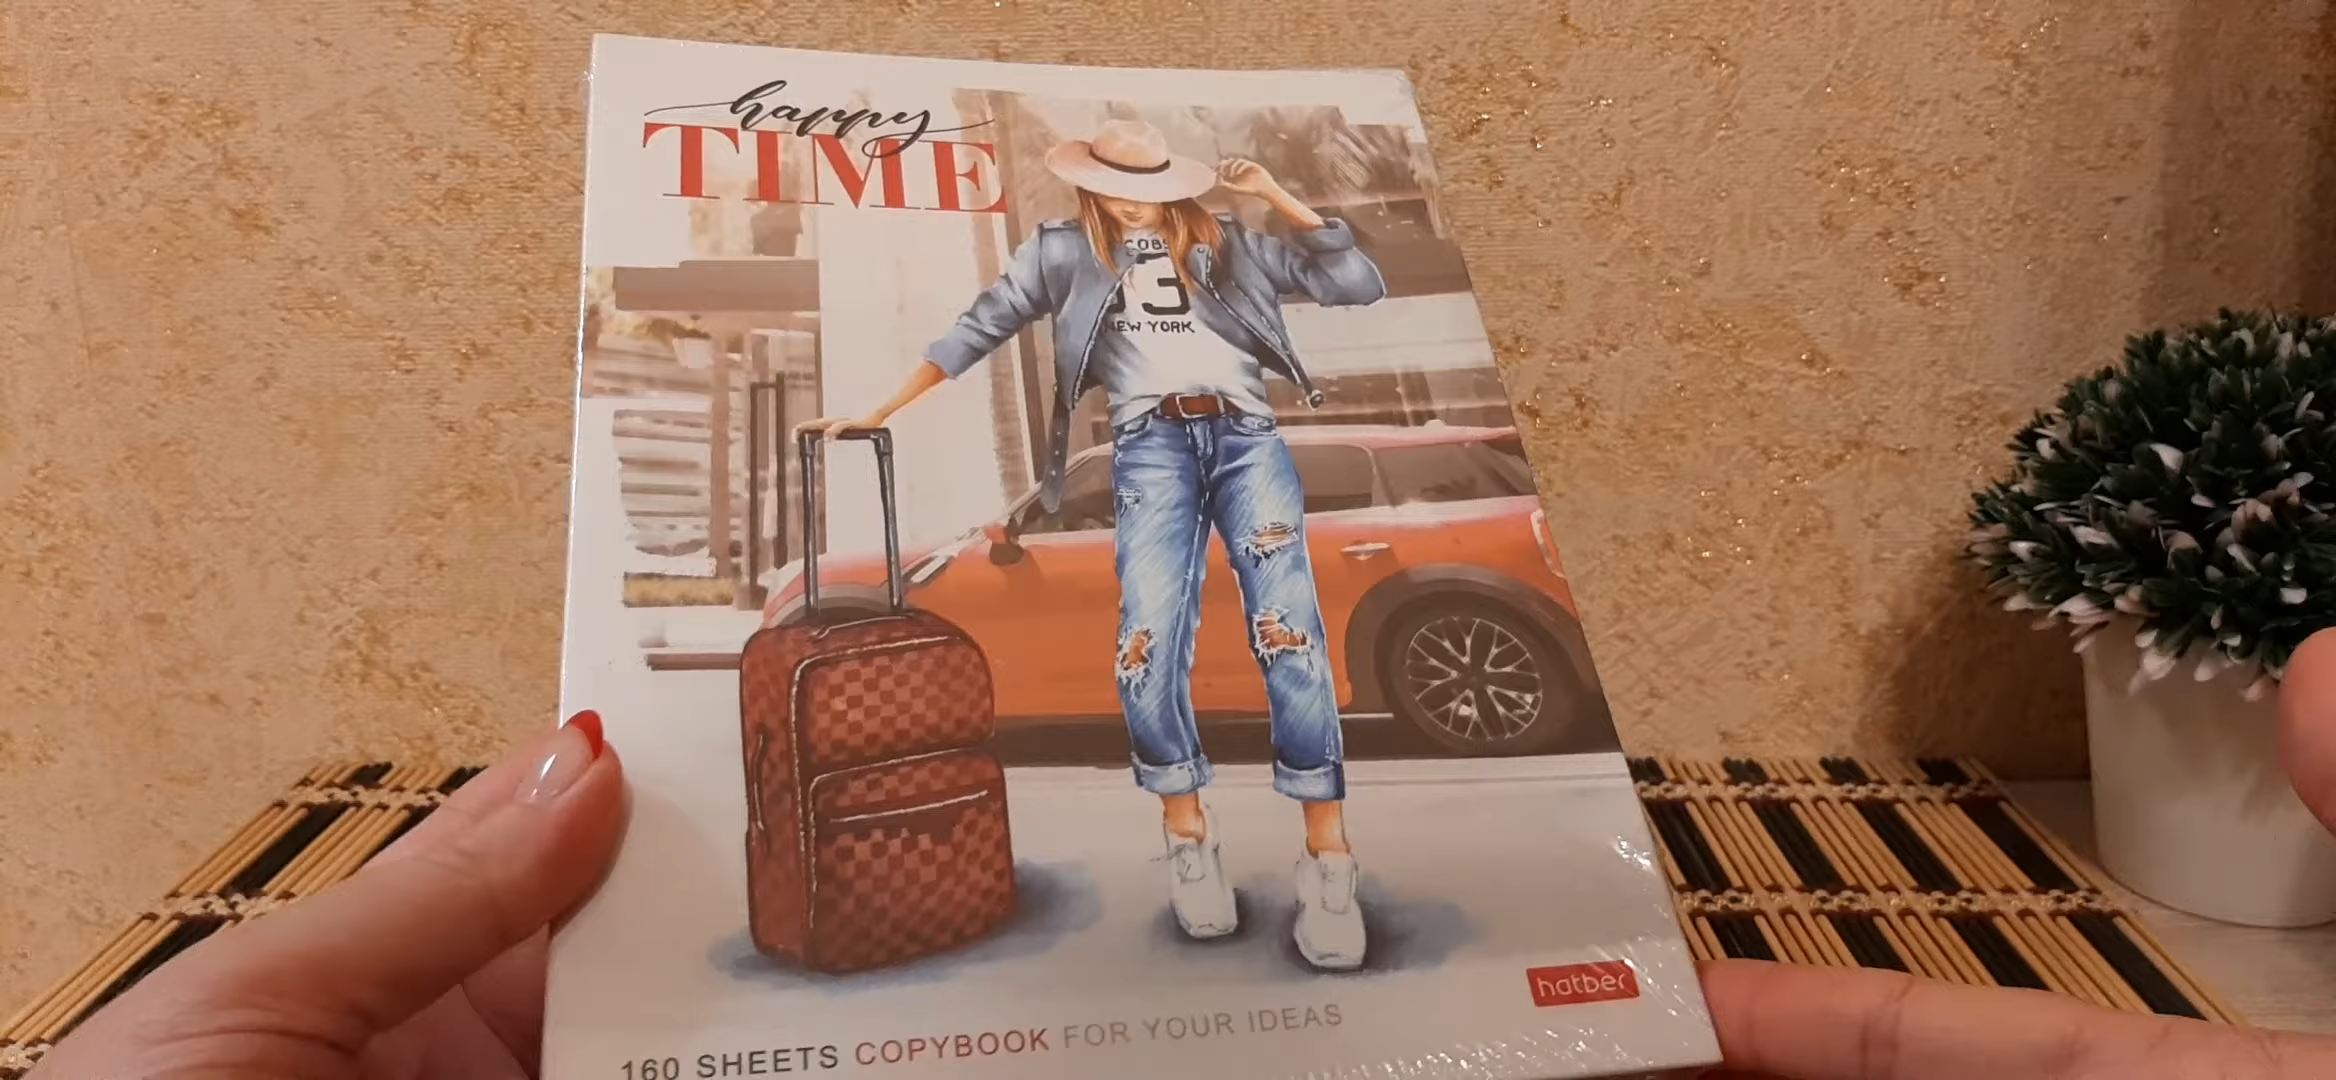 happy
TIME
COBS
3
NEW YORK
hatber
160 SHEETS COPYBOOK FOR YOUR IDEAS